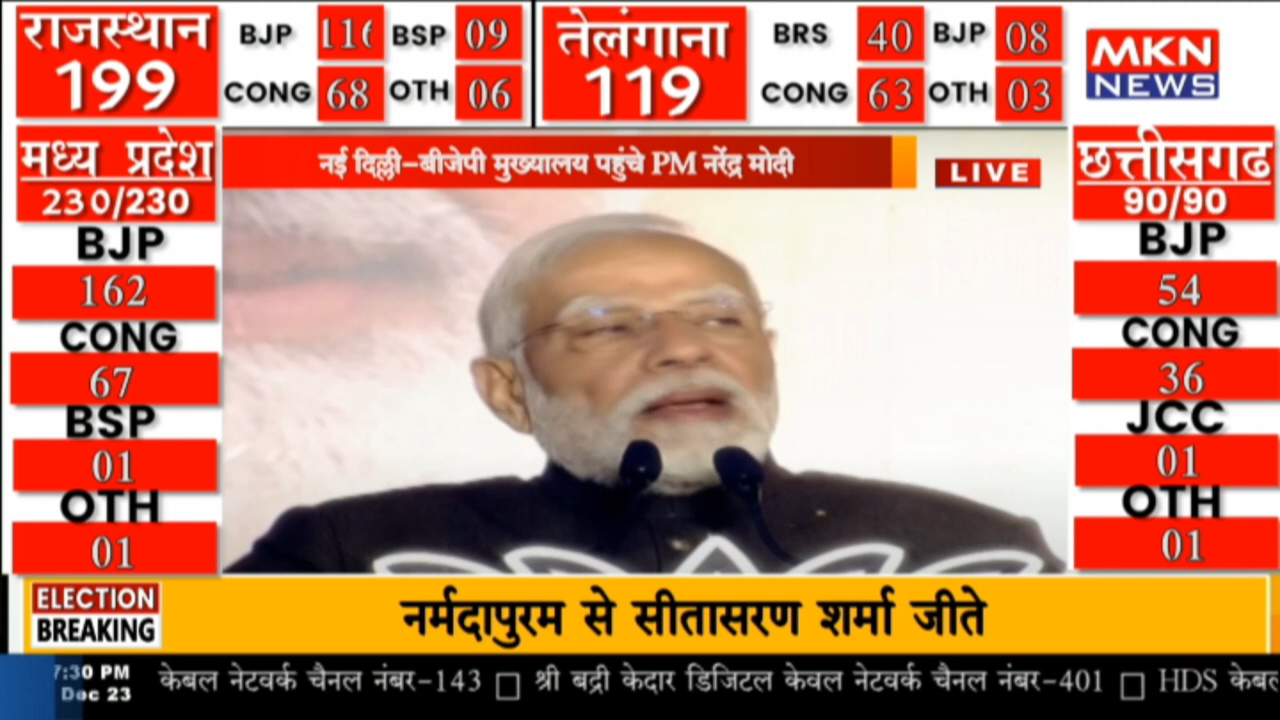 राजस्थान
199
BJP 116 BSP 09
CONG 68 OTH 06
तेलंगाना
119
BRS 40 BJP 08
CONG 63 OTH 03
MKN
NEWS
मध्य प्रदेश
230/230
BJP
162
CONG
67
BSP
01
OTH
01
नई दिल्ली-बीजेपी मुख्यालय पहुंचे PM नरेंद्र मोदी
LIVE
छत्तीसगढ
90/90
BJP
54
CONG
36
JCC
01
OTH
01
ELECTION
BREAKING
नर्मदापुरम से सीतासरण शर्मा जीते
7:30 PM
Dec 23
केबल नेटवर्क चैनल नंबर-143 □ श्री बद्री केदार डिजिटल केवल नेटवर्क चैनल नंबर-401 □ HDS केबल